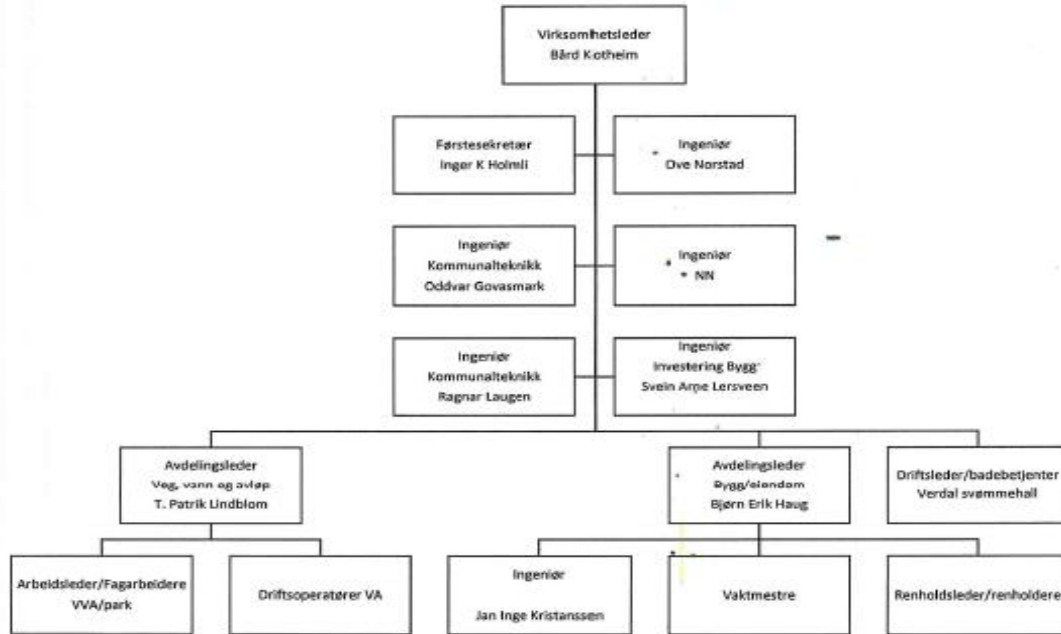 Virksomhetsleder
Bård Kotheim
Førstesekretær
Inger K Holmli
Ingeniør
Ove Norstad
Ingeniør
Kommunalteknikk
Oddvar Govasmark
Ingeniør
NN
Ingeniør
Kommunalteknikk
Ragnar Laugen
Ingeniør
Investering Bygg
Svein Arne Lersveen
Avdelingsleder
Veg, vann og avløp
T. Patrik Lindblom
Avdelingsleder
Bygg/eiendom
Bjørn Erik Haug
Driftsleder/badebetjenter
Verdal svømmehall
Arbeidsleder/Fagarbeidere
VVA/park
Driftsoperatører VA
Ingeniør
Jan Inge Kristanssen
Vaktmestre
Renholdsleder/renholdere